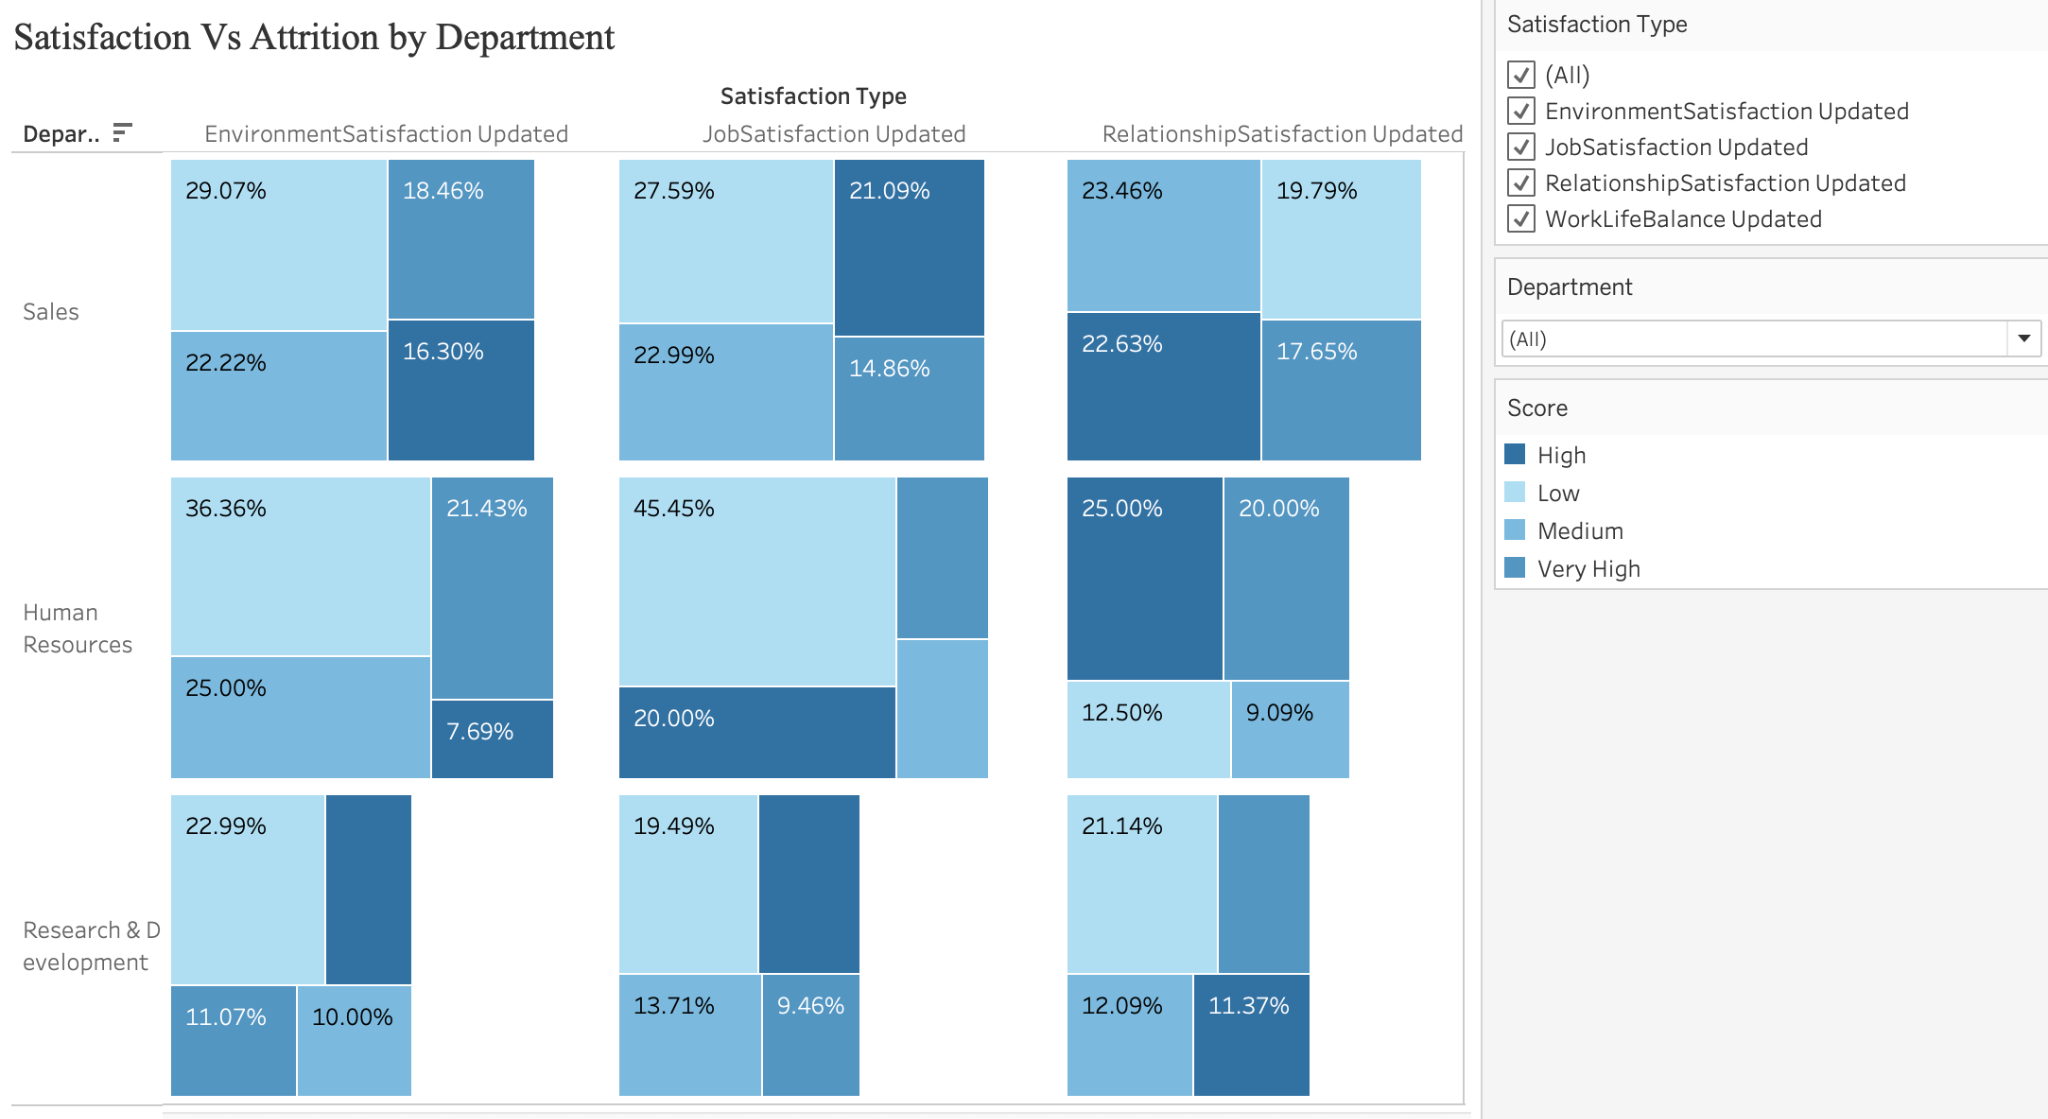 Satisfaction Vs Attrition by Department
Satisfaction Type
Depar..
EnvironmentSatisfaction Updated
JobSatisfaction Updated
RelationshipSatisfaction Updated
Sales
29.07%
18.46%
22.22%
16.30%
27.59%
21.09%
22.99%
14.86%
23.46%
19.79%
22.63%
17.65%
Human
Resources
36.36%
21.43%
25.00%
7.69%
45.45%
20.00%
25.00%
20.00%
12.50%
9.09%
Research & D
evelopment
22.99%
11.07%
10.00%
19.49%
13.71%
9.46%
21.14%
12.09%
11.37%
Satisfaction Type
(All)
EnvironmentSatisfaction Updated
JobSatisfaction Updated
RelationshipSatisfaction Updated
WorkLifeBalance Updated
Department
(All)
Score
High
Low
Medium
Very High